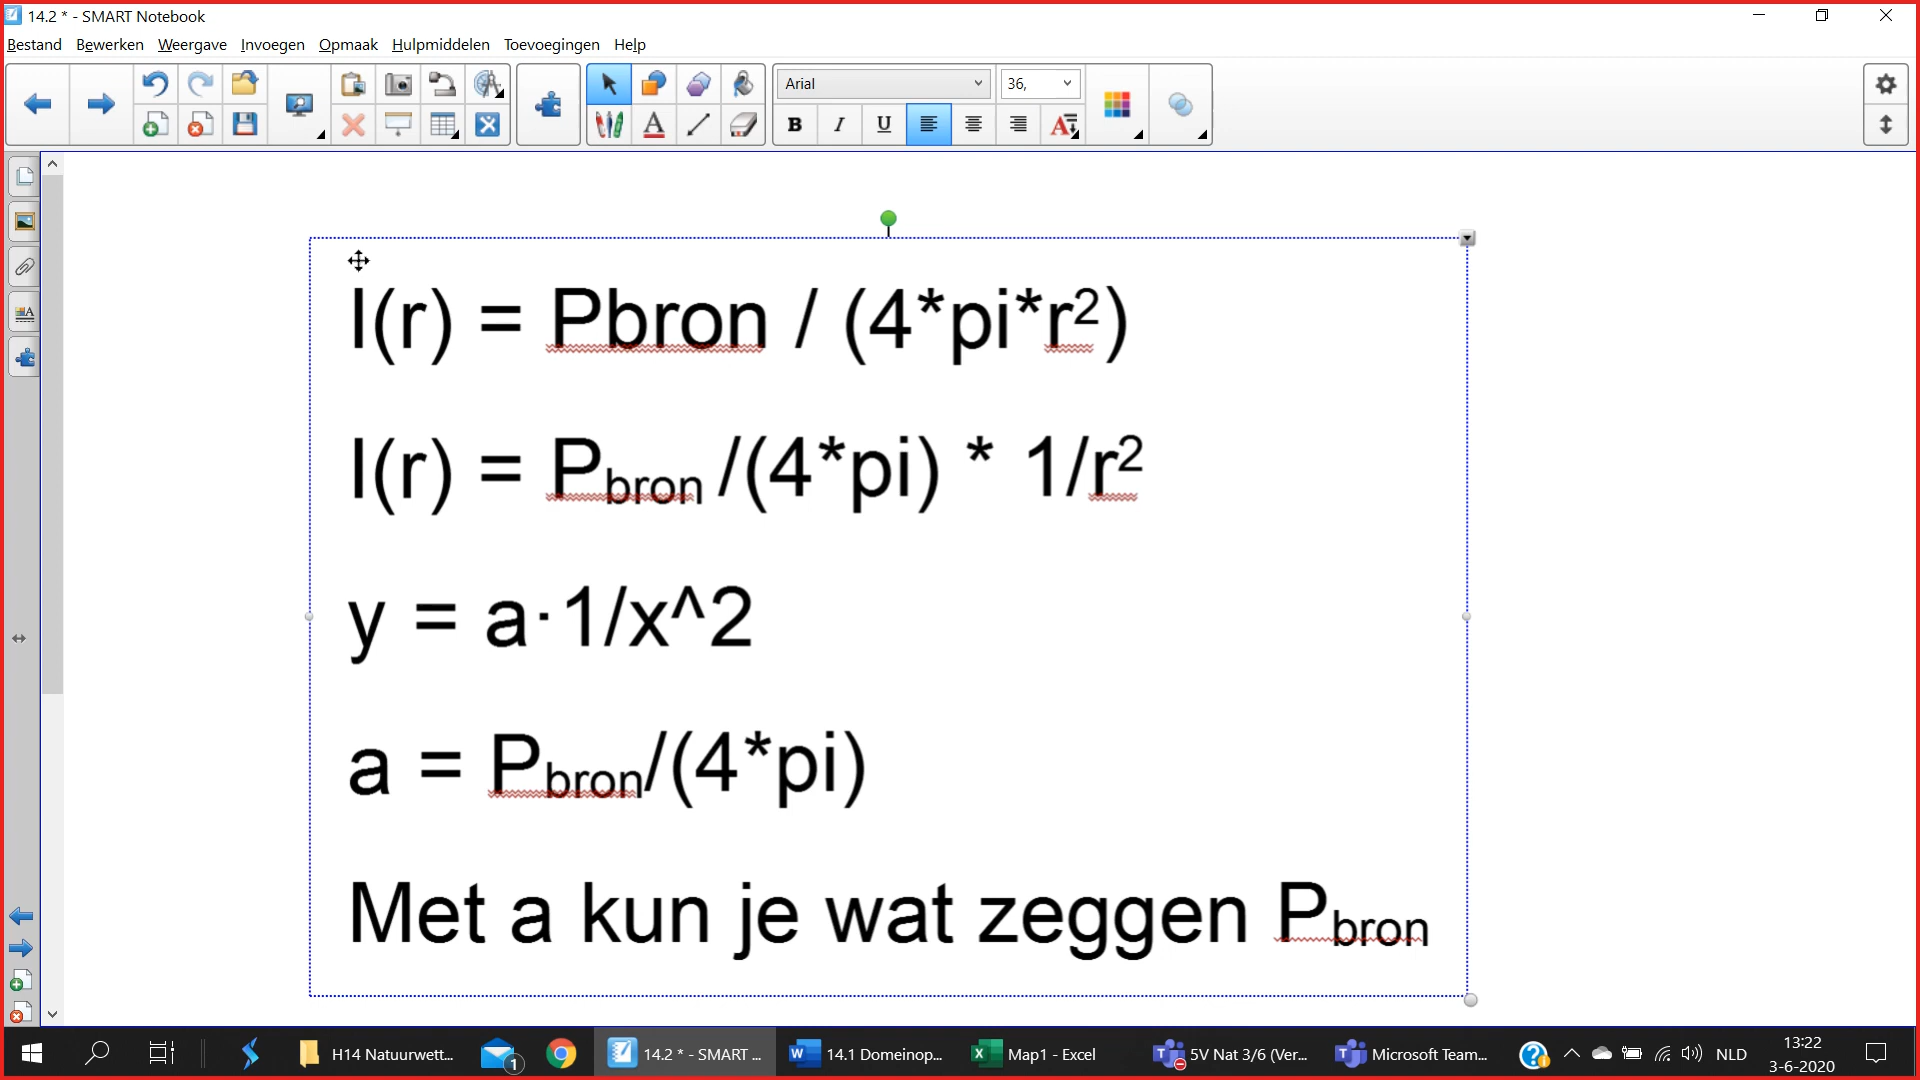 14.2 * - SMART Notebook
Bestand Bewerken Weergave Invoegen Opmaak Hulpmiddelen Toevoegingen Help
Arial 36,
B I U A
I(r) = Pbron / (4*pi*r²)
I(r) = Pbron /(4*pi) * 1/r²
y = a·1/x^2
a = Pbron/(4*pi)
Met a kun je wat zeggen Pbron
H14 Natuurwett... 1 14.2 * - SMART ... 14.1 Domeinop... Map1 - Excel 5V Nat 3/6 (Ver... Microsoft Team... NLD 13:22
3-6-2020